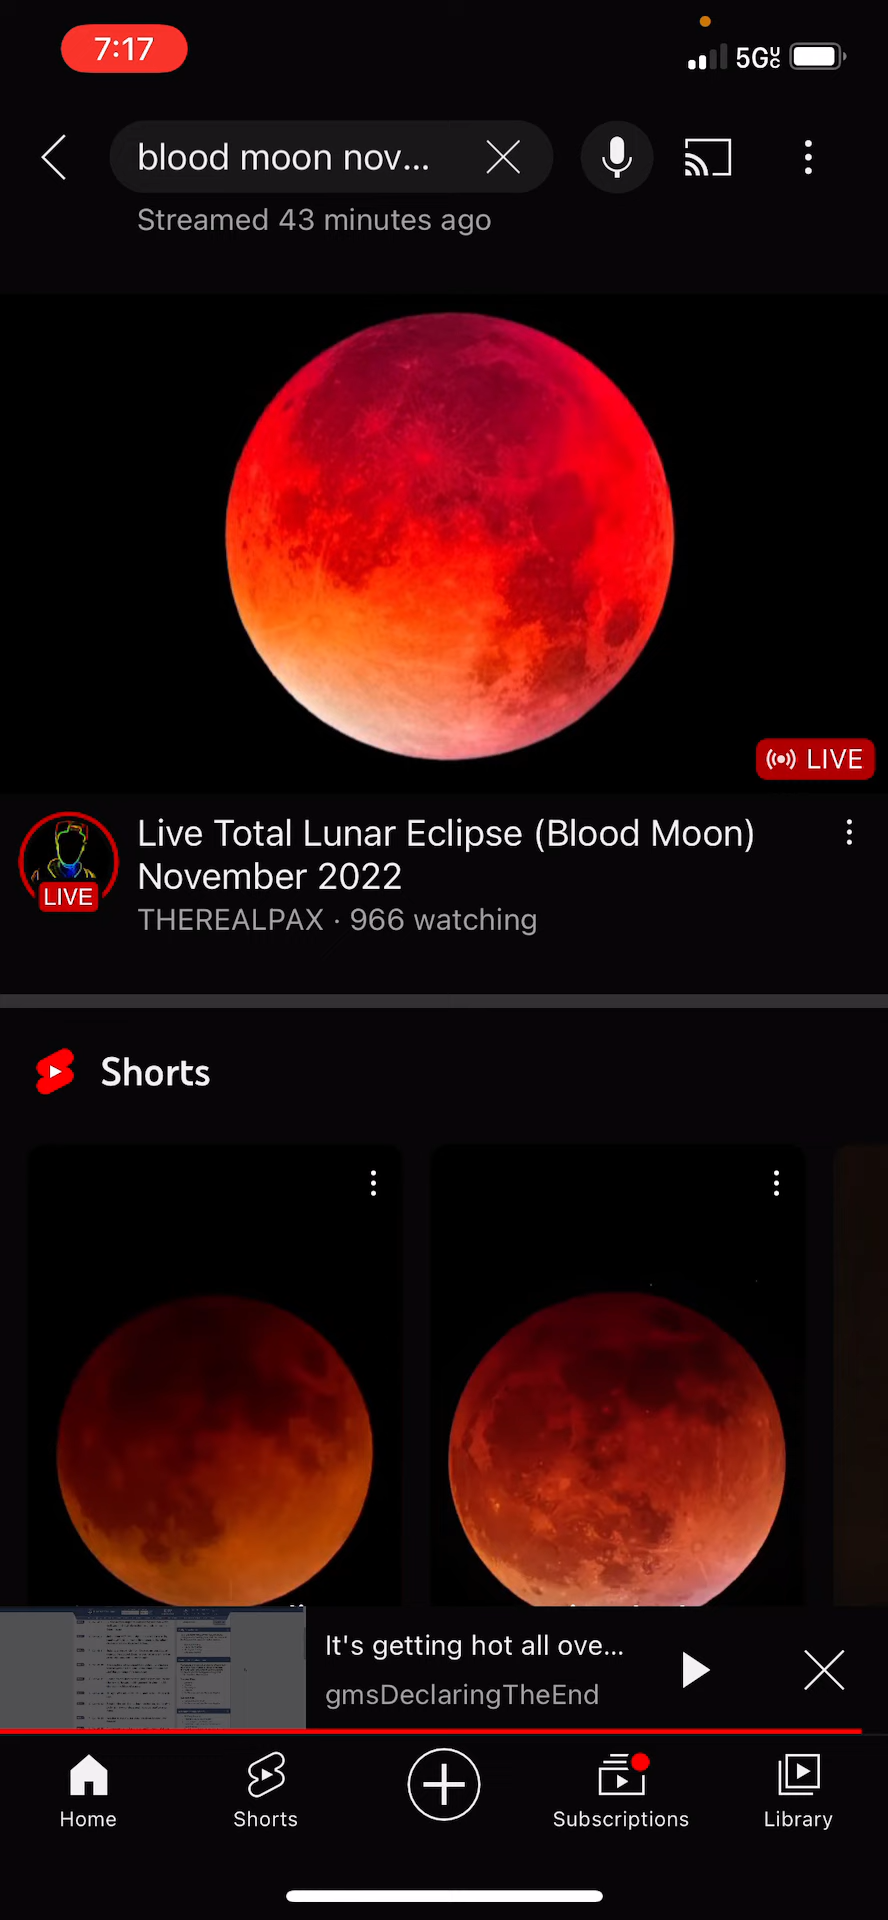 7:17
5GUC
blood moon nov...
Streamed 43 minutes ago
LIVE
Live Total Lunar Eclipse (Blood Moon)
November 2022
LIVE
THEREALPAX · 966 watching
Shorts
It's getting hot all ove...
gmsDeclaringTheEnd
Home
Shorts
Subscriptions
Library